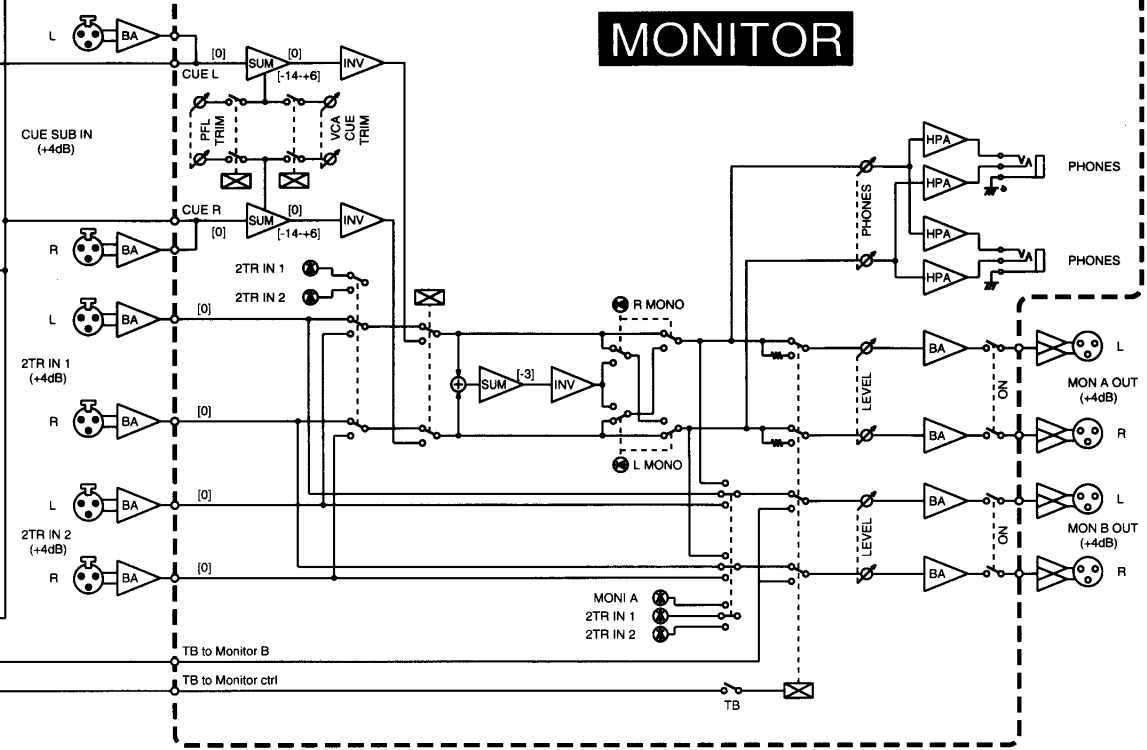 MONITOR
L
BA
[0]
SUM
[0]
INV
CUE L
[-14-+6]
PFL
TRIM
VCA
CUE
TRIM
CUE SUB IN
(+4dB)
CUE R
[0]
SUM
[0]
INV
[-14-+6]
R
BA
2TR IN 1
2TR IN 2
L
BA
[0]
2TR IN 1
(+4dB)
R
BA
[0]
R MONO
SUM
[-3]
INV
L MONO
L
BA
[0]
2TR IN 2
(+4dB)
R
BA
[0]
PHONES
HPA
HPA
PHONES
HPA
HPA
PHONES
LEVEL
BA
BA
ON
L
MON A OUT
(+4dB)
R
LEVEL
BA
BA
ON
L
MON B OUT
(+4dB)
R
MONI A
2TR IN 1
2TR IN 2
TB to Monitor B
TB to Monitor ctrl
TB